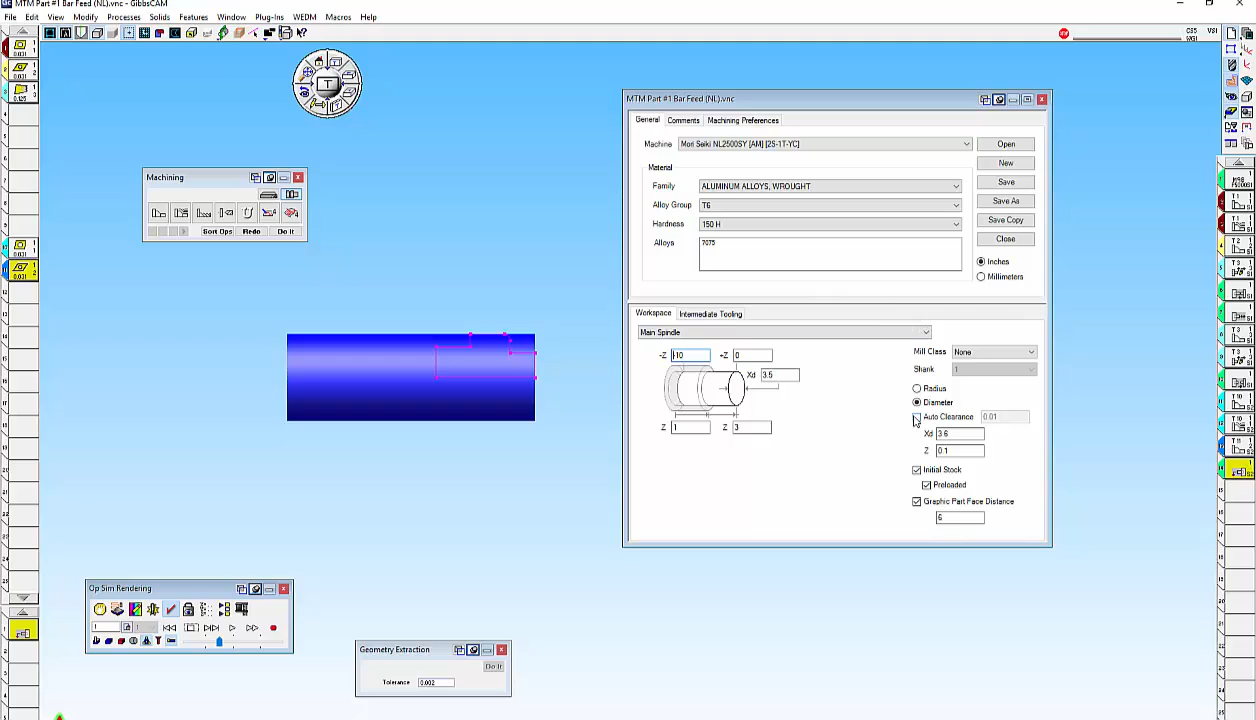 MTM Part #1 Bar Feed (NL).vnc - GibbsCAM
File Edit View Modify Processes Solids Features Window Plug-Ins WEDM Macros Help
CS5 VS1
WG1
T
Machining
Sort Ops Redo Do It
MTM Part #1 Bar Feed (NL).vnc
General Comments Machining Preferences
Machine Mori Seiki NL2500SY [AM] [2S-1T-YC] Open
Material New
Family ALUMINUM ALLOYS, WROUGHT Save
Alloy Group T6 Save As
Hardness 150 H Save Copy
Alloys 7075 Close
Inches
Millimeters
Workspace Intermediate Tooling
Main Spindle
-Z -10 +Z 0 Mill Class None
Xd 3.5 Shank 1
Radius
Diameter
Auto Clearance 0.01
Z 1 Z 3 Xd 3.6
Z 0.1
Initial Stock
Preloaded
Graphic Part Face Distance
6
Op Sim Rendering
1 1
Geometry Extraction
Do It
Tolerance 0.002